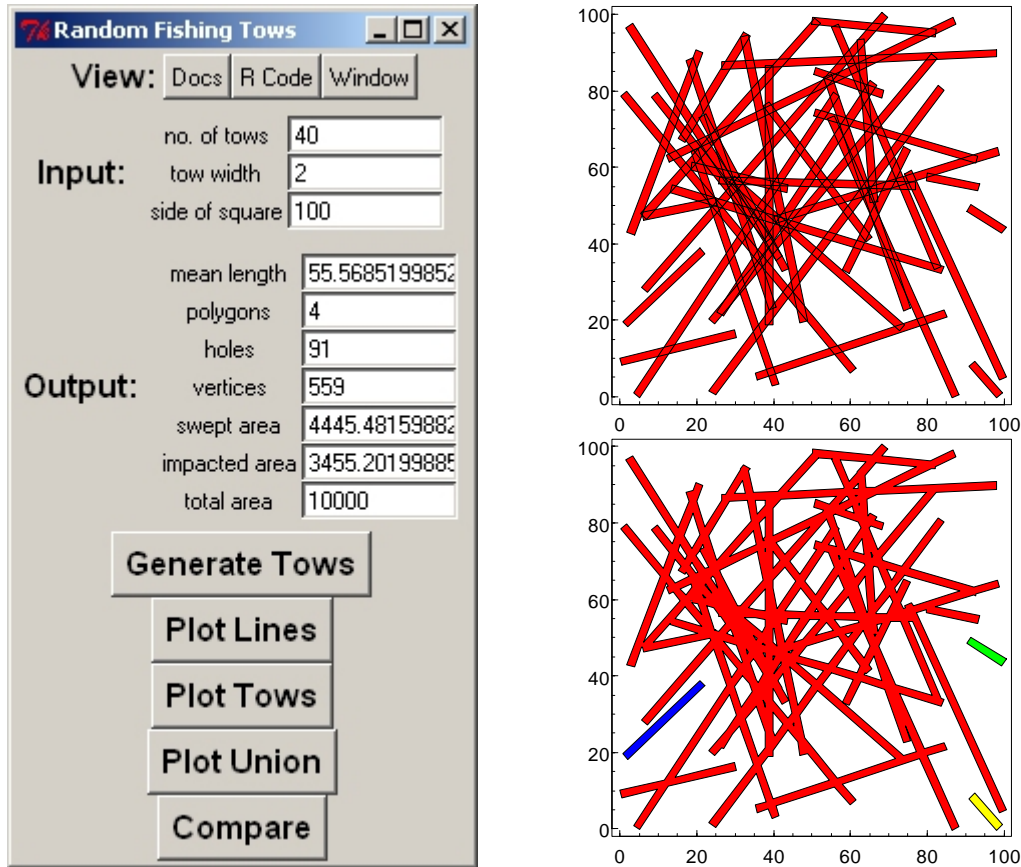 Random Fishing Tows
View: Docs R Code Window
Input:
no. of tows 40
tow width 2
side of square 100
Output:
mean length 55.5685199852
polygons 4
holes 91
vertices 559
swept area 4445.48159882
impacted area 3455.20199885
total area 10000
Generate Tows
Plot Lines
Plot Tows
Plot Union
Compare
100
80
60
40
20
0
0 20 40 60 80 100
100
80
60
40
20
0
0 20 40 60 80 100